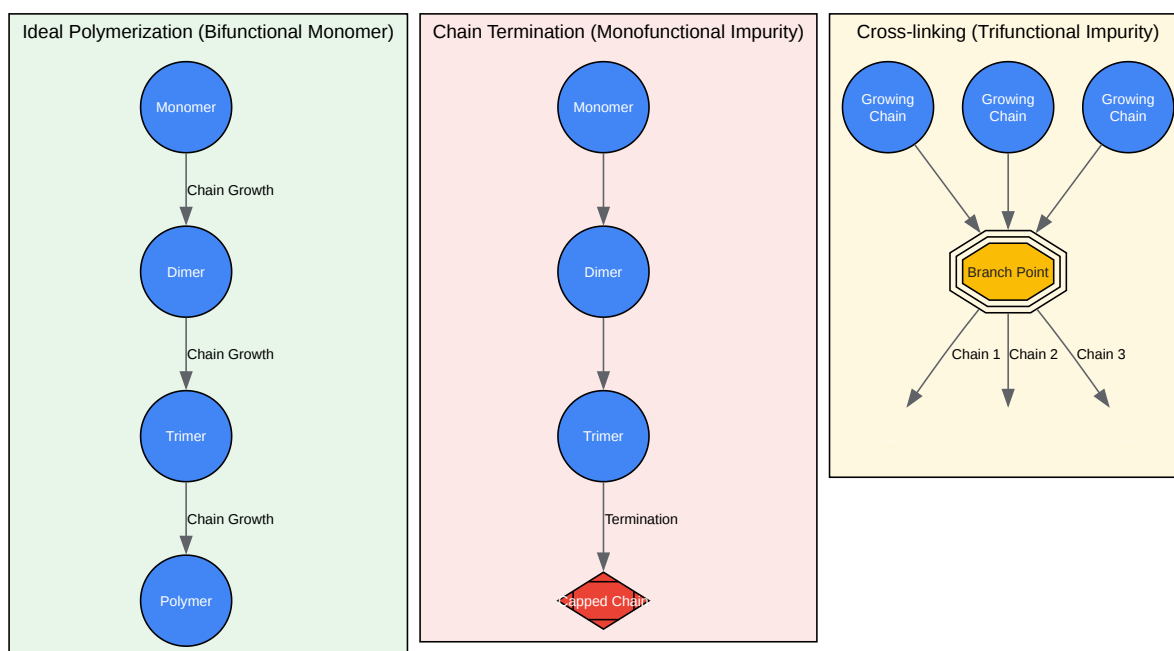 Ideal Polymerization (Bifunctional Monomer)
Monomer
Chain Growth
Dimer
Chain Growth
Trimer
Chain Growth
Polymer
Chain Termination (Monofunctional Impurity)
Monomer
Dimer
Trimer
Termination
Capped Chain
Cross-linking (Trifunctional Impurity)
Growing
Chain
Growing
Chain
Growing
Chain
Branch Point
Chain 1
Chain 2
Chain 3